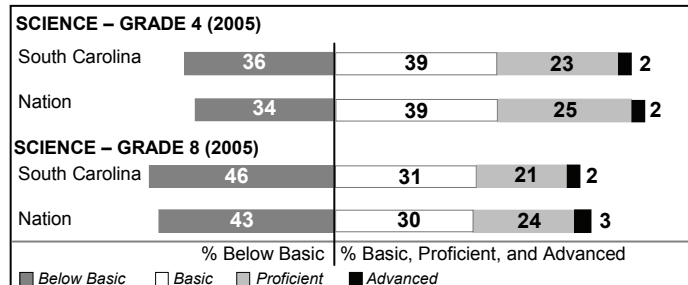 SCIENCE – GRADE 4 (2005)
South Carolina 36 39 23 2
Nation 34 39 25 2
SCIENCE – GRADE 8 (2005)
South Carolina 46 31 21 2
Nation 43 30 24 3
% Below Basic % Basic, Proficient, and Advanced
Below Basic Basic Proficient Advanced